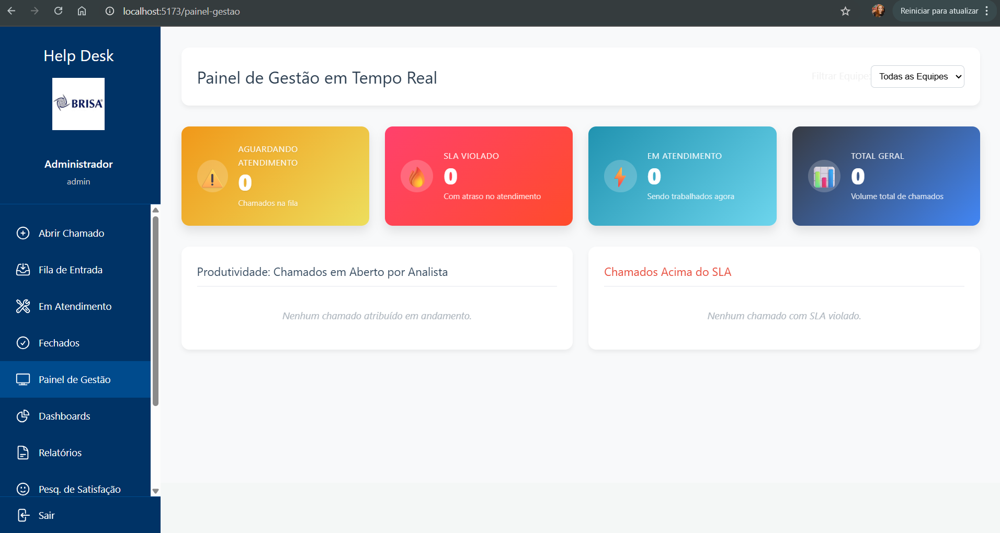 localhost:5173/painel-gestao
Reiniciar para atualizar
Help Desk
BRISA
Administrador
admin
Abrir Chamado
Fila de Entrada
Em Atendimento
Fechados
Painel de Gestão
Dashboards
Relatórios
Pesq. de Satisfação
Sair
Painel de Gestão em Tempo Real
Filtrar Equipe:
Todas as Equipes
AGUARDANDO
ATENDIMENTO
0
Chamados na fila
SLA VIOLADO
0
Com atraso no atendimento
EM ATENDIMENTO
0
Sendo trabalhados agora
TOTAL GERAL
0
Volume total de chamados
Produtividade: Chamados em Aberto por Analista
Nenhum chamado atribuído em andamento.
Chamados Acima do SLA
Nenhum chamado com SLA violado.